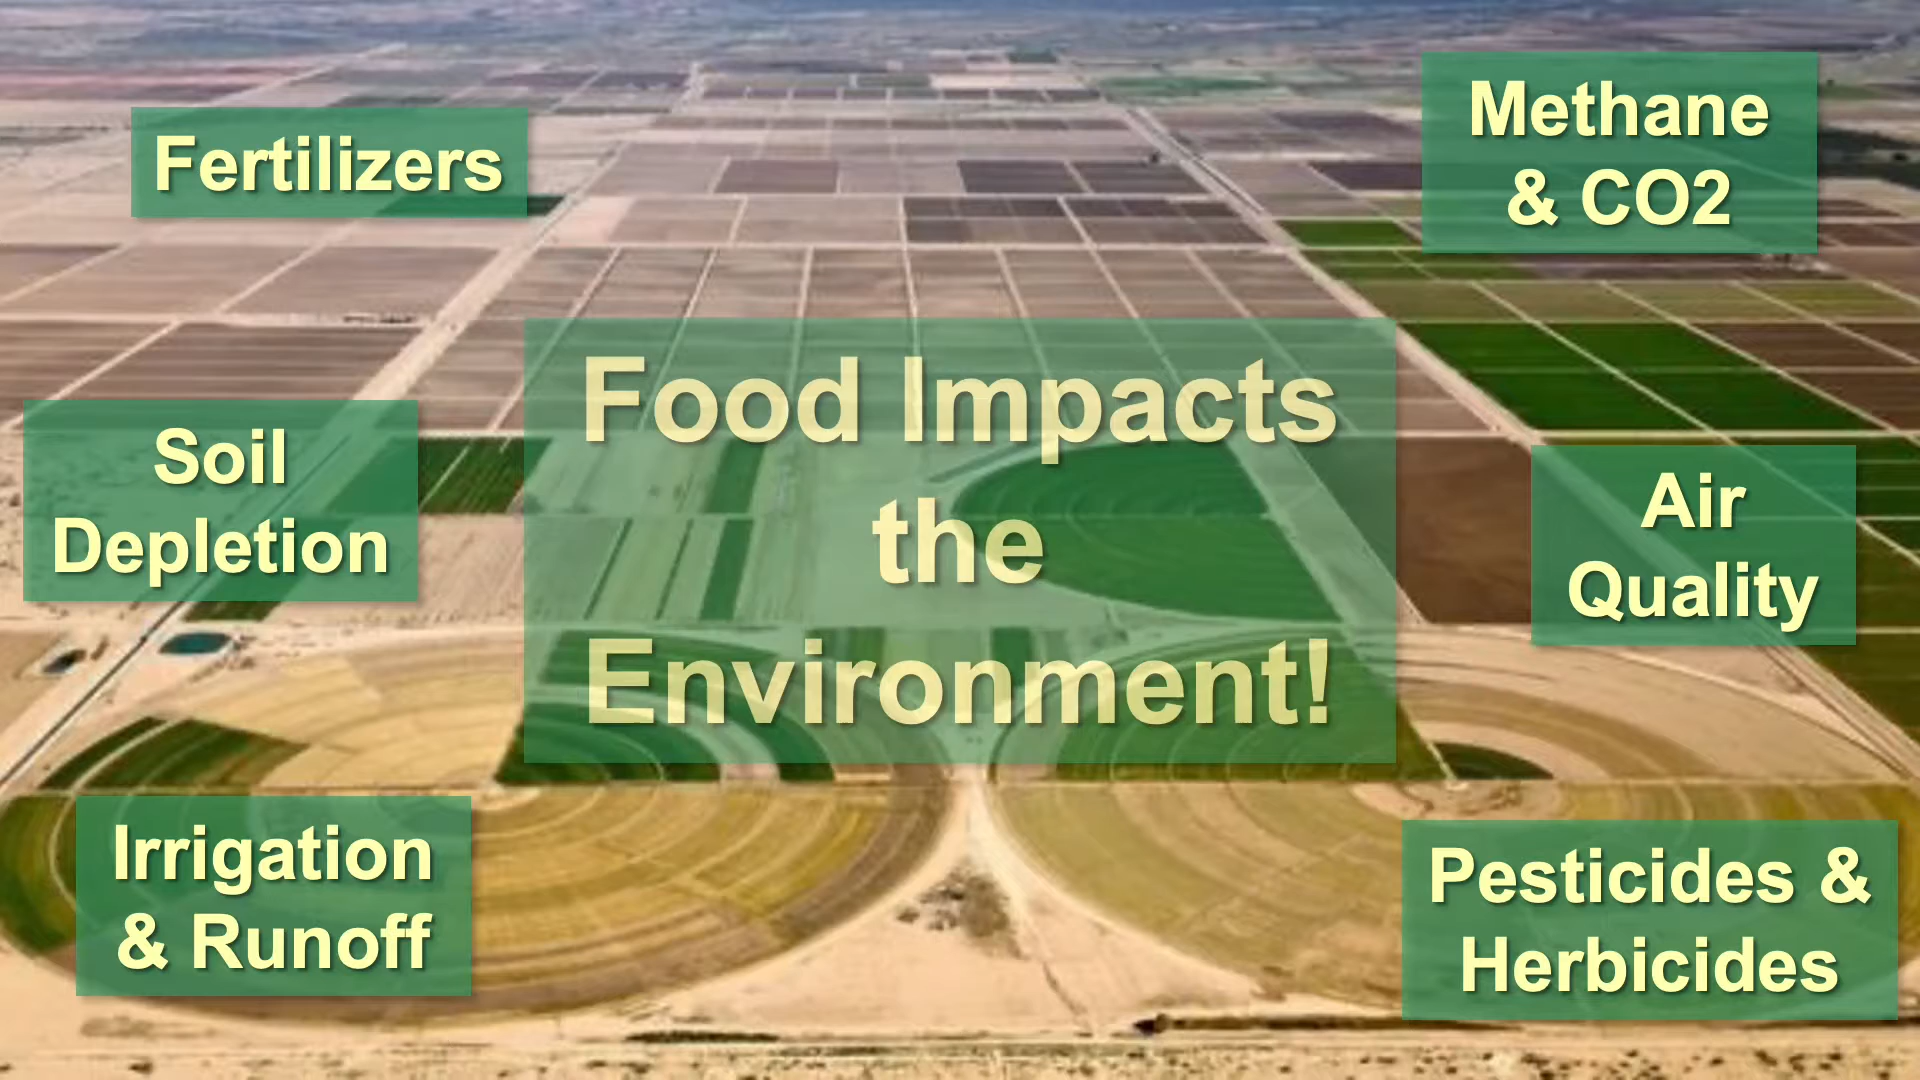 Fertilizers
Methane
& CO2
Food Impacts
the
Environment!
Soil
Depletion
Air
Quality
Irrigation
& Runoff
Pesticides &
Herbicides